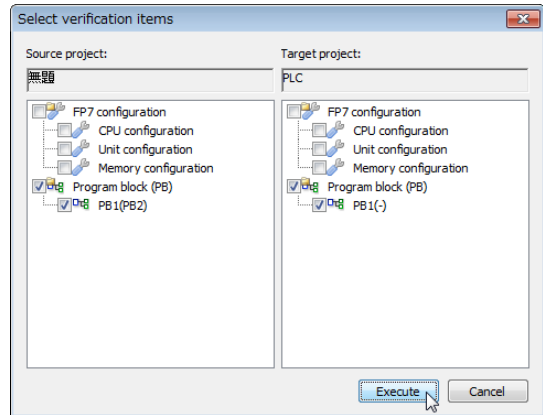 Select verification items
Source project:
Target project:
無題
PLC
FP7 configuration
CPU configuration
Unit configuration
Memory configuration
Program block (PB)
PB1(PB2)
FP7 configuration
CPU configuration
Unit configuration
Memory configuration
Program block (PB)
PB1(-)
Execute
Cancel